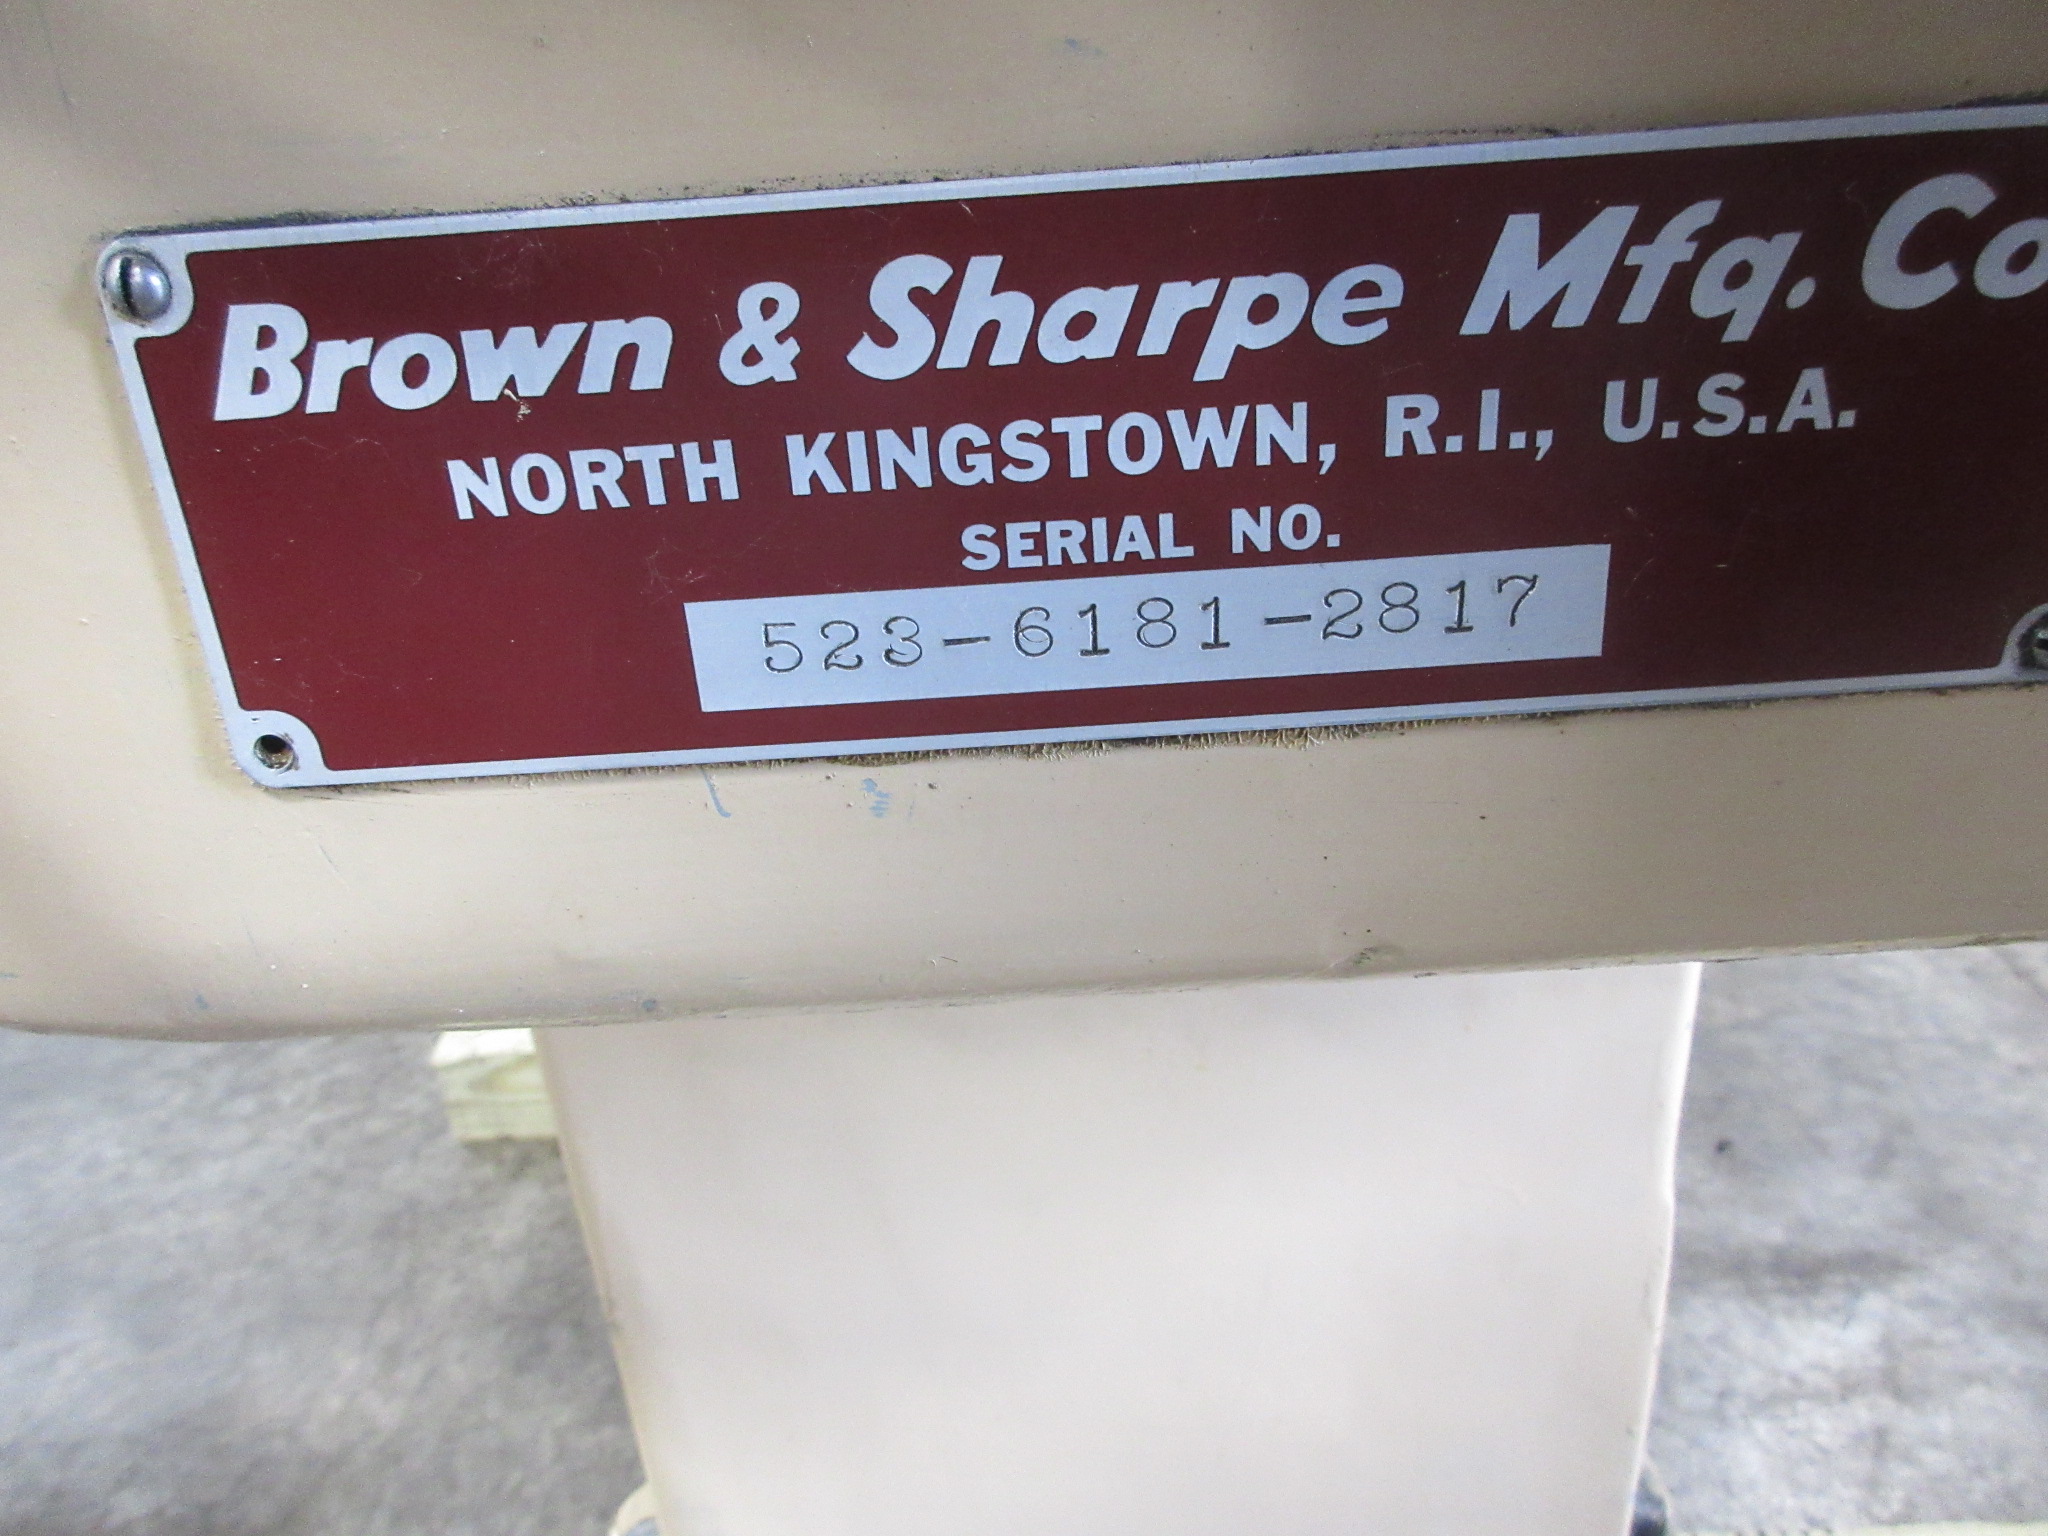 Brown & Sharpe Mfg. Co
NORTH KINGSTOWN, R.I., U.S.A.
SERIAL NO.
523-6181-2817